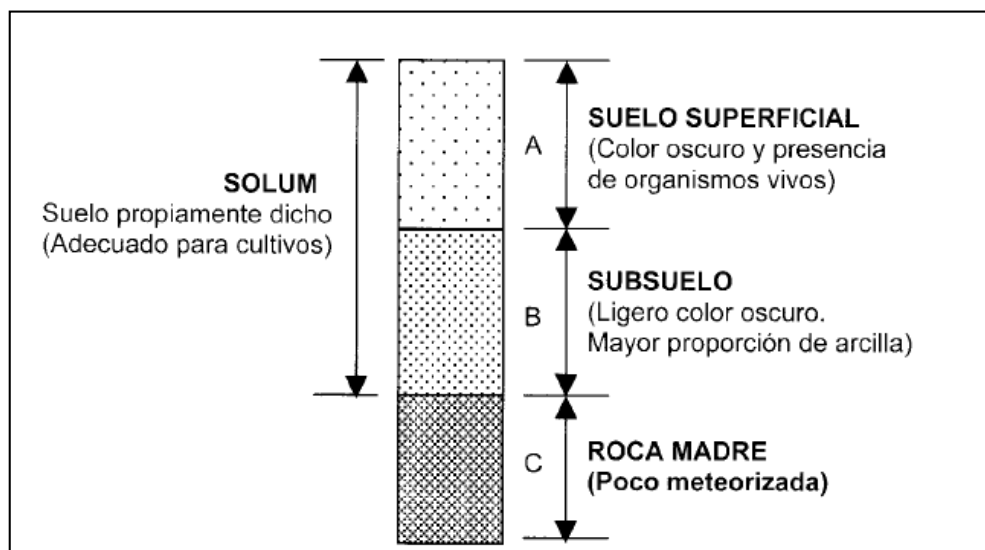 SOLUM
Suelo propiamente dicho
(Adecuado para cultivos)
A
SUELO SUPERFICIAL
(Color oscuro y presencia
de organismos vivos)
B
SUBSUELO
(Ligero color oscuro.
Mayor proporción de arcilla)
C
ROCA MADRE
(Poco meteorizada)